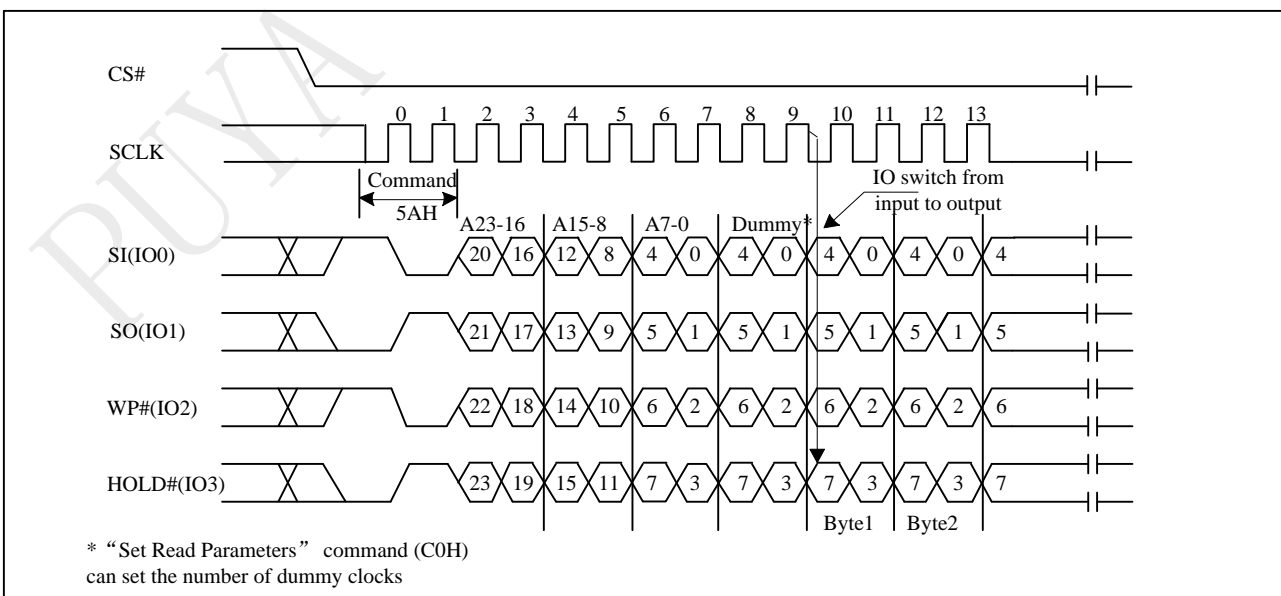 PUYA
CS#
0 1 2 3 4 5 6 7 8 9 10 11 12 13
SCLK
Command
5AH
IO switch from
input to output
A23-16 A15-8 A7-0 Dummy*
SI(IO0) 20 16 12 8 4 0 4 0 4 0 4 0 4
SO(IO1) 21 17 13 9 5 1 5 1 5 1 5 1 5
WP#(IO2) 22 18 14 10 6 2 6 2 6 2 6 2 6
HOLD#(IO3) 23 19 15 11 7 3 7 3 7 3 7 3 7
Byte1 Byte2
* “Set Read Parameters” command (C0H)
can set the number of dummy clocks